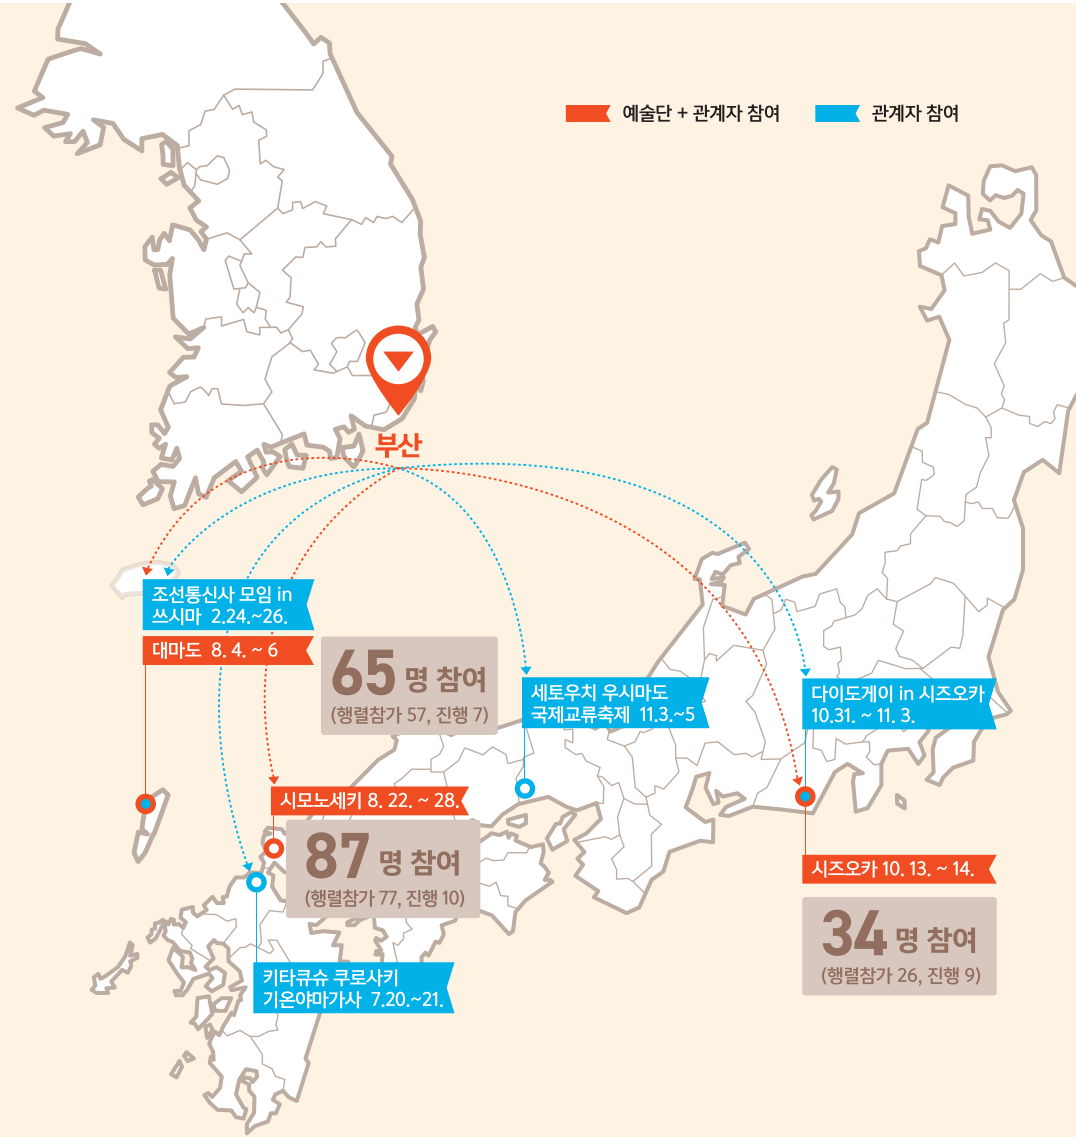 예술단 + 관계자 참여
관계자 참여
부산
조선통신사 모임 in
쓰시마 2.24.~26.
대마도 8. 4. ~ 6
65 명 참여
(행렬참가 57, 진행 7)
세토우치 우시마도
국제교류축제 11.3.~5
다이도게이 in 시즈오카
10.31. ~ 11. 3.
시모노세키 8. 22. ~ 28.
87 명 참여
(행렬참가 77, 진행 10)
시즈오카 10. 13. ~ 14.
34 명 참여
(행렬참가 26, 진행 9)
키타큐슈 쿠로사키
기온야마가사 7.20.~21.